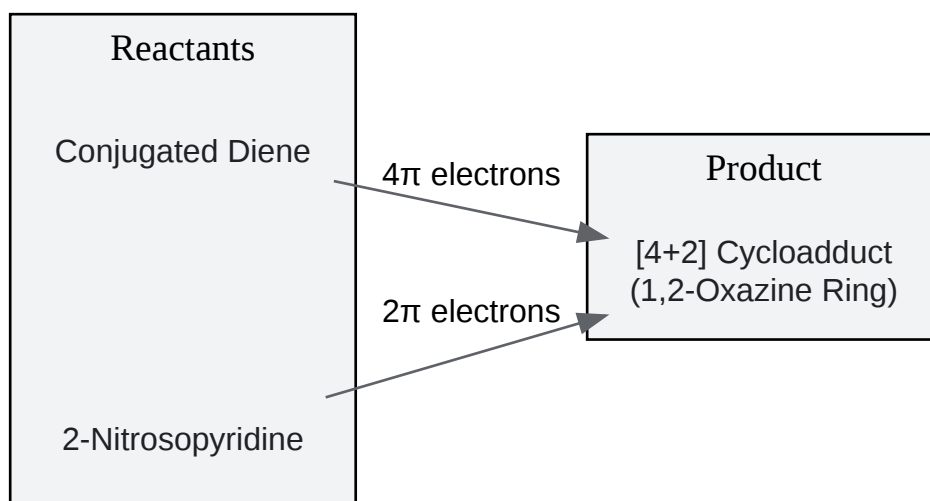 Reactants
Conjugated Diene
4π electrons
Product
[4+2] Cycloadduct
(1,2-Oxazine Ring)
2π electrons
2-Nitrosopyridine